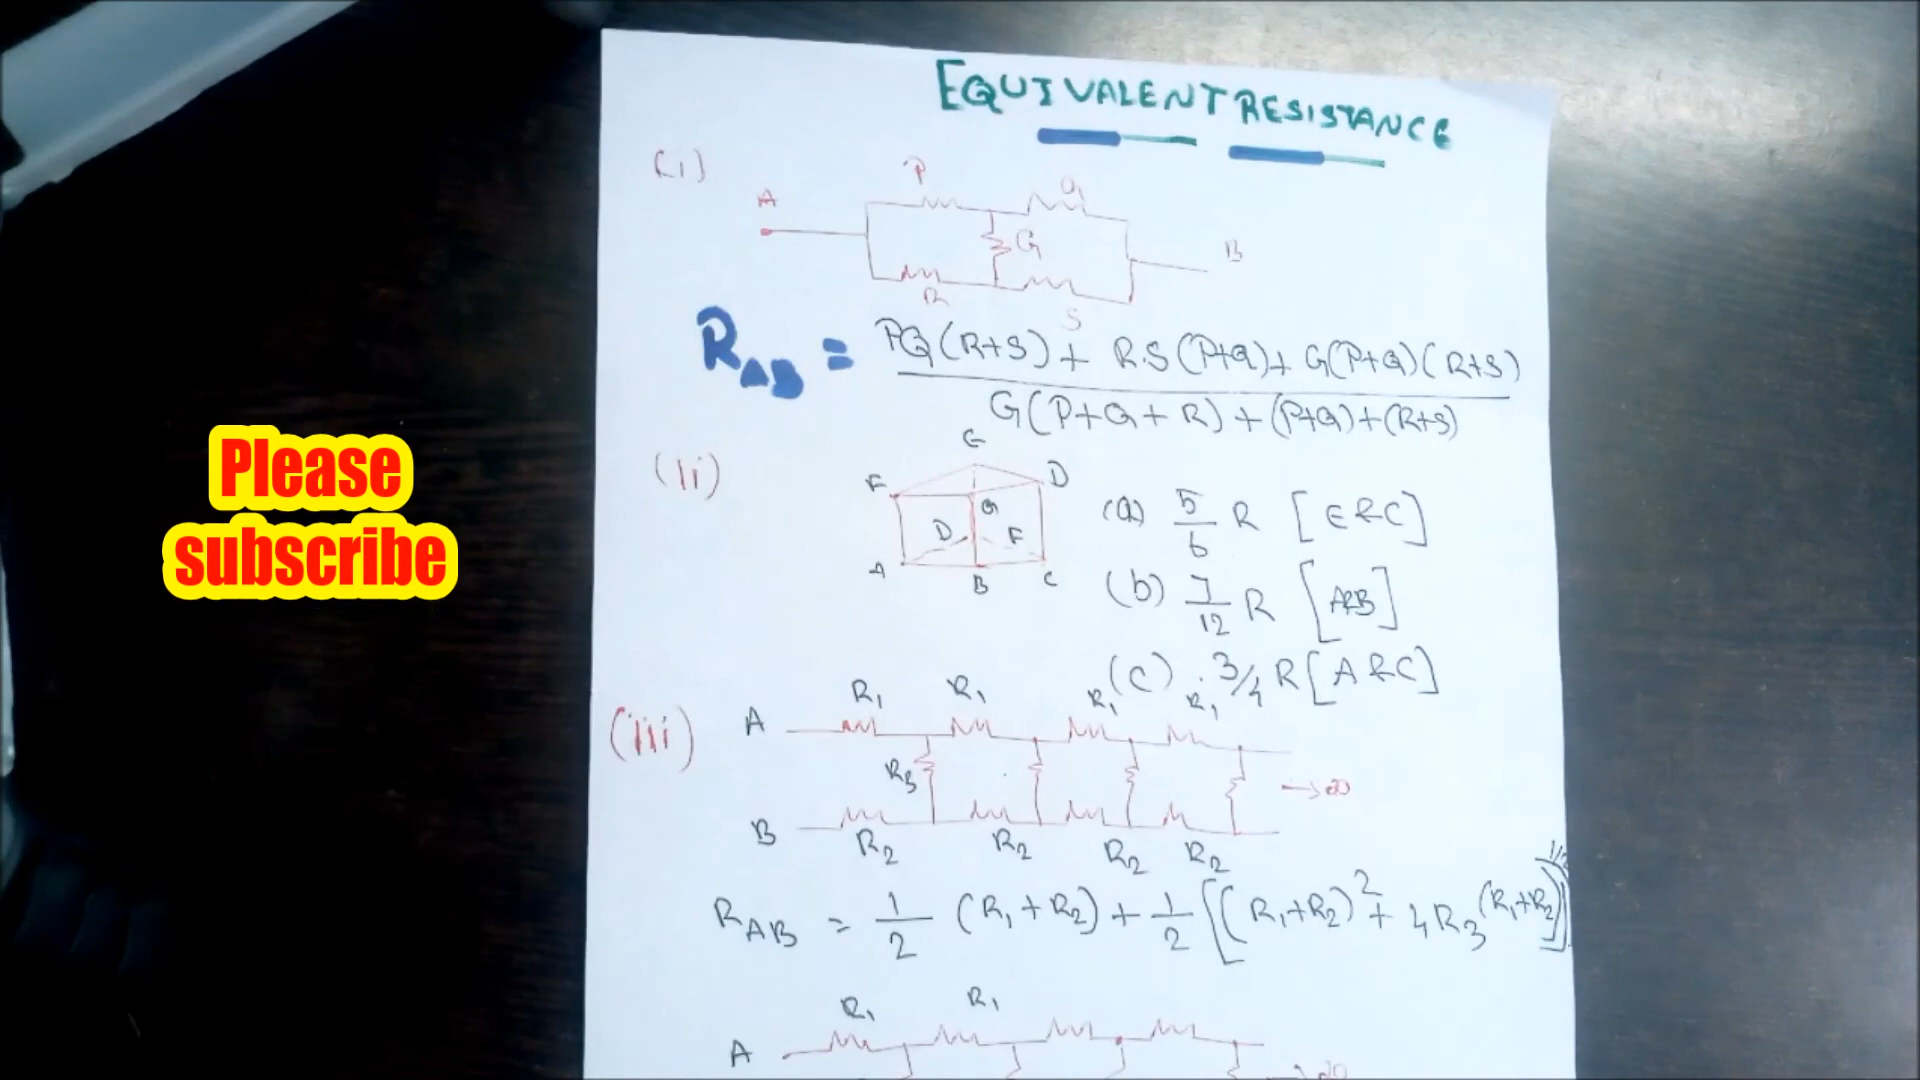 EQUIVALENT RESISTANCE
(i)
P
Q
A
G
B
R
S
R_AB = PQ(R+S) + R.S(P+Q) + G(P+Q)(R+S)
G(P+Q+R) + (P+Q)+(R+S)
Please
subscribe
(ii)
G
F
D
G
D
F
A
B
C
(a) 5/6 R [E&C]
(b) 7/12 R [A&B]
(c) 3/4 R [A&C]
(iii)
R₁ R₁ R₁ R₁
A
R₃
→∞
B
R₂ R₂ R₂ R₂
R_AB = 1/2 (R₁+R₂) + 1/2 [(R₁+R₂)² + 4R₃(R₁+R₂)]^1/2
R₁ R₁
A
→∞